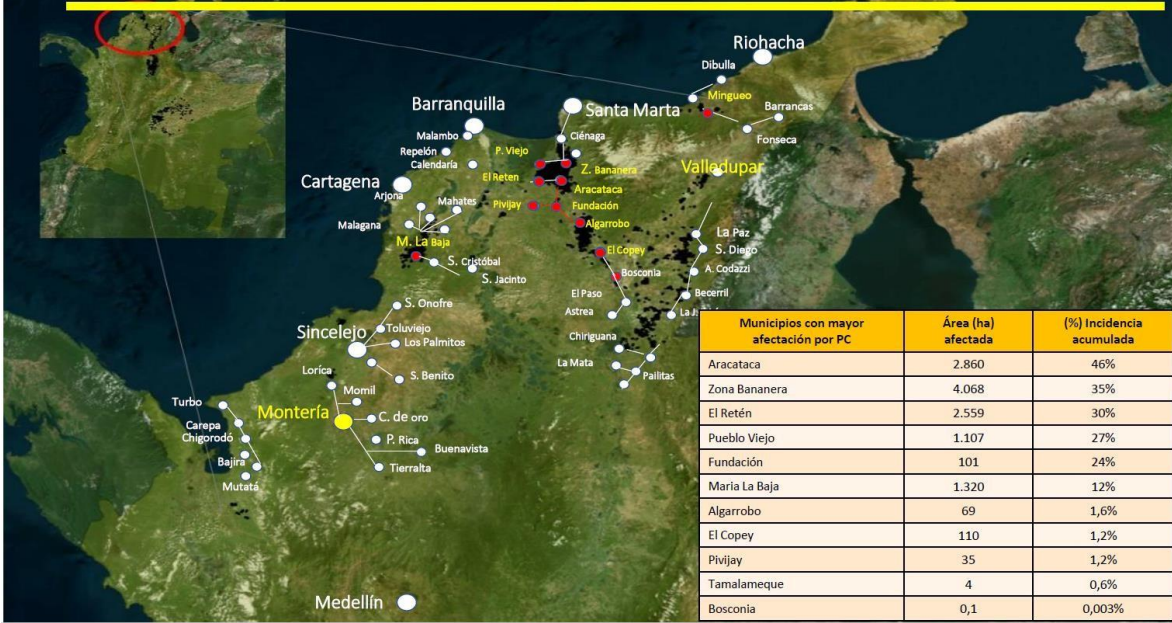 Riohacha
Dibulla
Mingueo
Barrancas
Fonseca
Barranquilla
Santa Marta
Malambo
Ciénaga
Repelón
Calendaría
P. Viejo
Z. Bananera
Valledupar
El Reten
Aracataca
Cartagena
Arjona
Mahates
Pivijay
Fundación
Malagana
Algarrobo
M. La Baja
El Copey
La Paz
S. Diego
S. Cristóbal
S. Jacinto
Bosconia
A. Codazzi
El Paso
Becerril
S. Onofre
Astrea
Sincelejo
Toluviejo
Los Palmitos
Chiriguana
La Mata
Pailitas
Loríca
S. Benito
Momil
Turbo
Montería
C. de oro
Carepa
Chigorodó
P. Rica
Buenavista
Bajira
Tierralta
Mutatá
Medellín
Municipios con mayor afectación por PC | Área (ha) afectada | (%) Incidencia acumulada
Aracataca 2.860 46%
Zona Bananera 4.068 35%
El Retén 2.559 30%
Pueblo Viejo 1.107 27%
Fundación 101 24%
Maria La Baja 1.320 12%
Algarrobo 69 1,6%
El Copey 110 1,2%
Pivijay 35 1,2%
Tamalameque 4 0,6%
Bosconia 0,1 0,003%